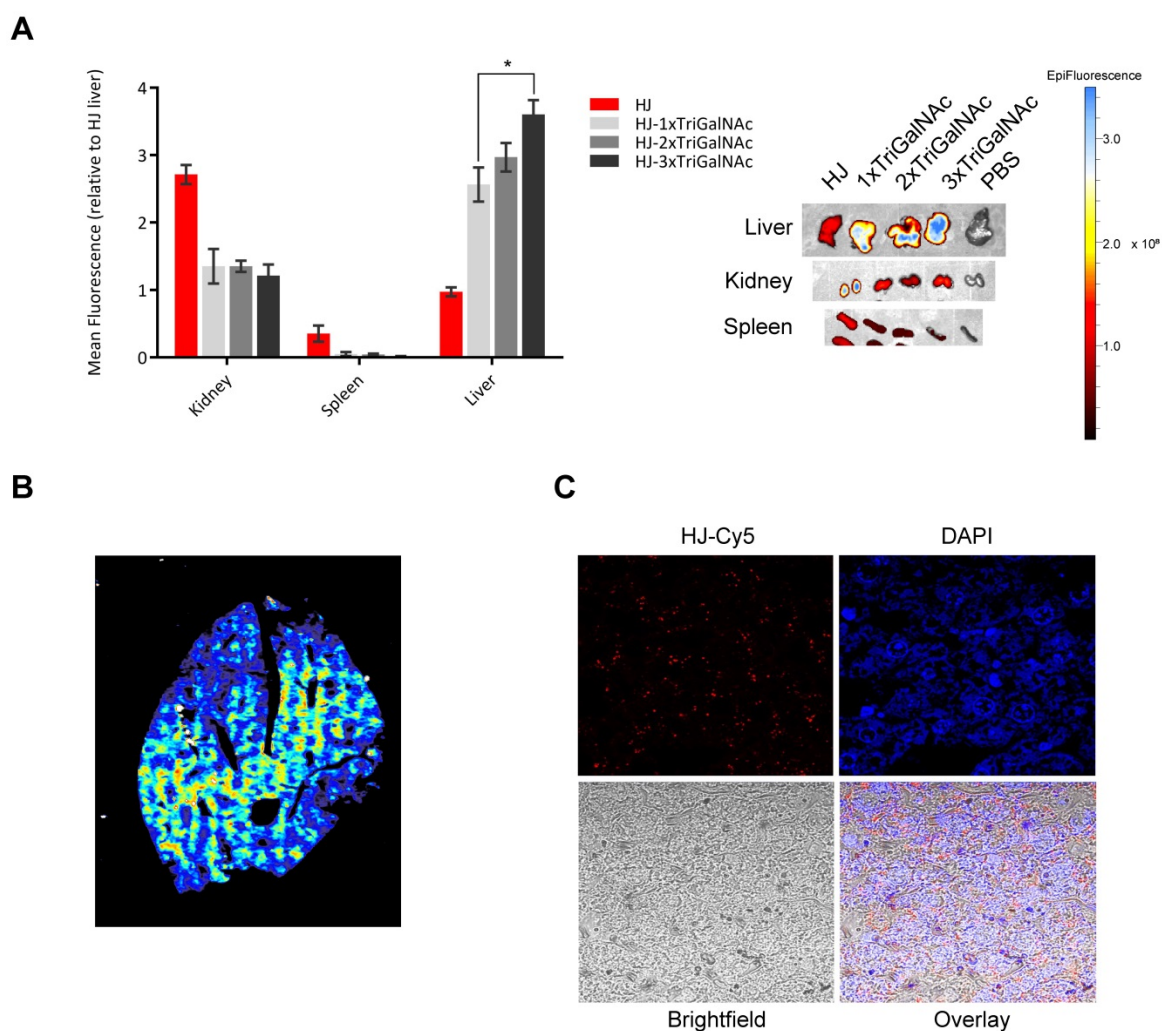 A
Mean Fluorescence (relative to HJ liver)
4
3
2
1
0
Kidney
Spleen
Liver
*
HJ
HJ-1xTriGalNAc
HJ-2xTriGalNAc
HJ-3xTriGalNAc
HJ
1xTriGalNAc
2xTriGalNAc
3xTriGalNAc
PBS
Liver
Kidney
Spleen
EpiFluorescence
3.0
2.0
x 10⁸
1.0
B
C
HJ-Cy5
DAPI
Brightfield
Overlay